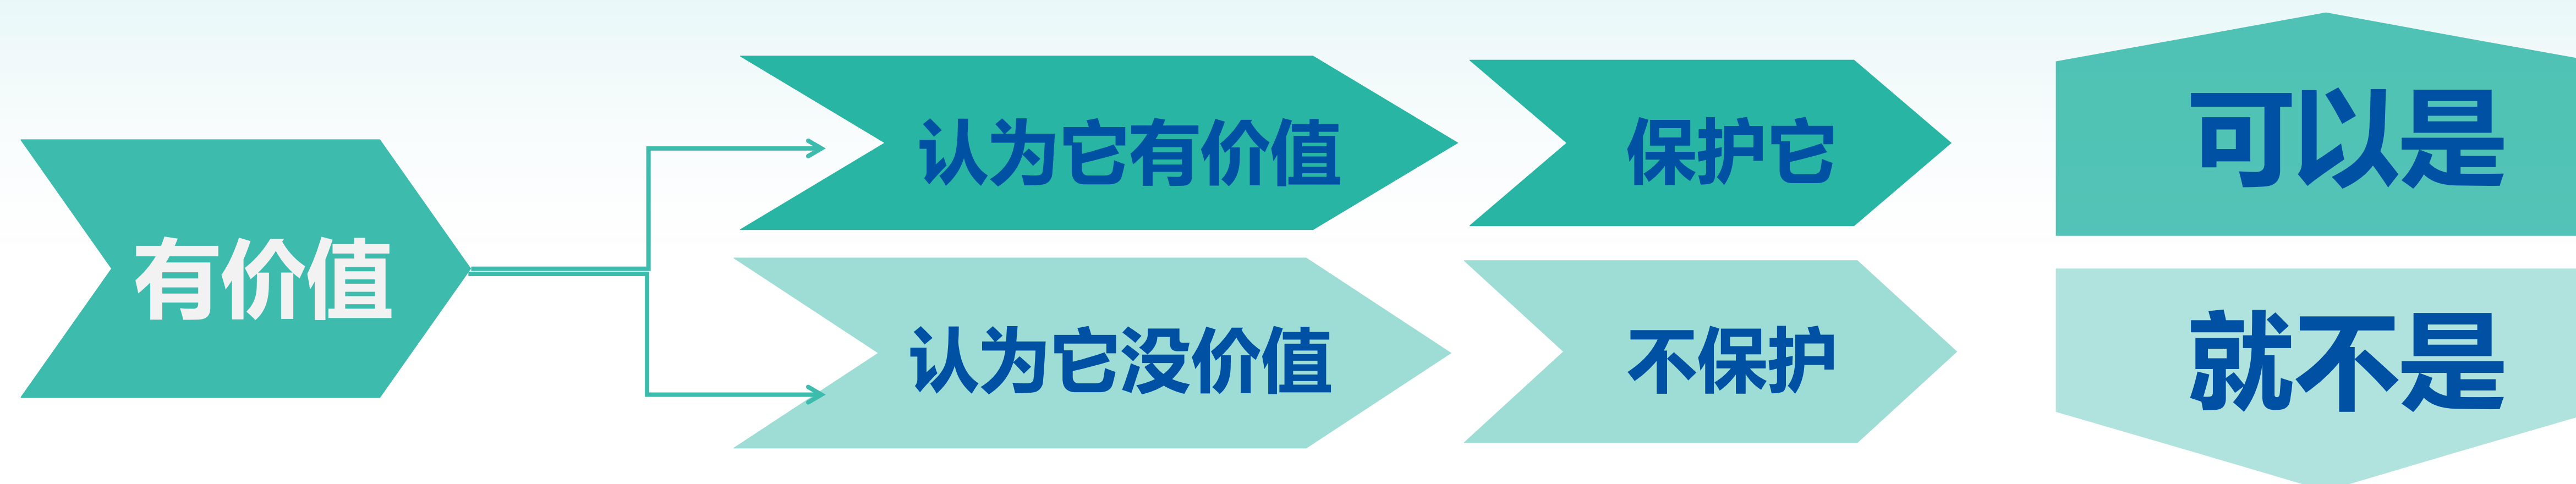 有价值
认为它有价值
保护它
可以是
认为它没价值
不保护
就不是